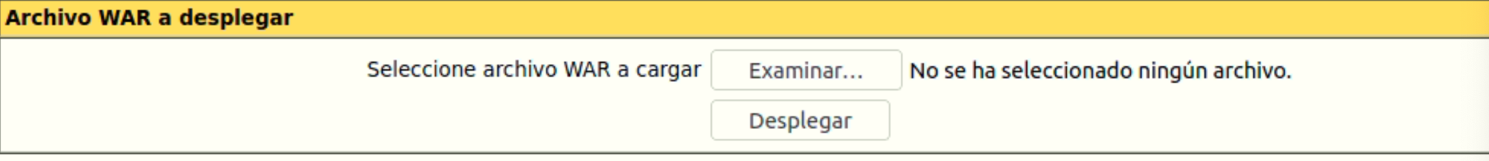 Archivo WAR a desplegar
Seleccione archivo WAR a cargar Examinar... No se ha seleccionado ningún archivo.
Desplegar